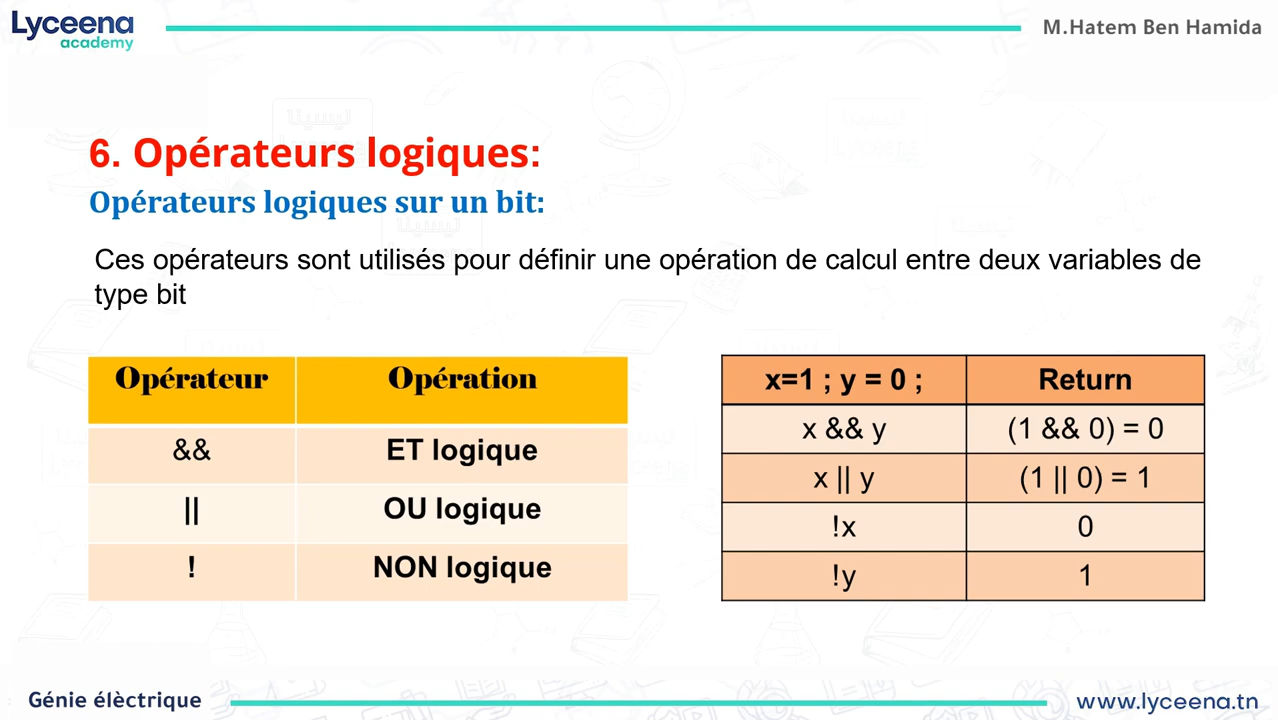 Lyceena
academy
M.Hatem Ben Hamida
6. Opérateurs logiques:
Opérateurs logiques sur un bit:
Ces opérateurs sont utilisés pour définir une opération de calcul entre deux variables de
type bit
Opérateur Opération
&& ET logique
|| OU logique
! NON logique
x=1 ; y = 0 ; Return
x && y (1 && 0) = 0
x || y (1 || 0) = 1
!x 0
!y 1
Génie élèctrique
www.lyceena.tn